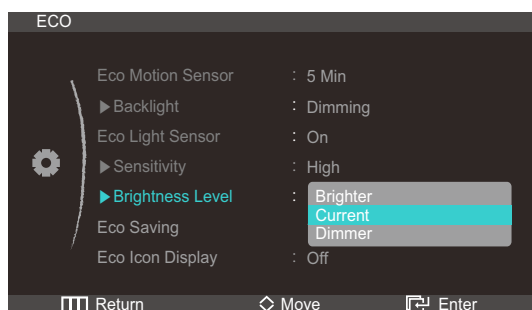 ECO
Eco Motion Sensor : 5 Min
▶Backlight : Dimming
Eco Light Sensor : On
▶Sensitivity : High
▶Brightness Level : Brighter
Current
Eco Saving Dimmer
Eco Icon Display : Off
Return Move Enter